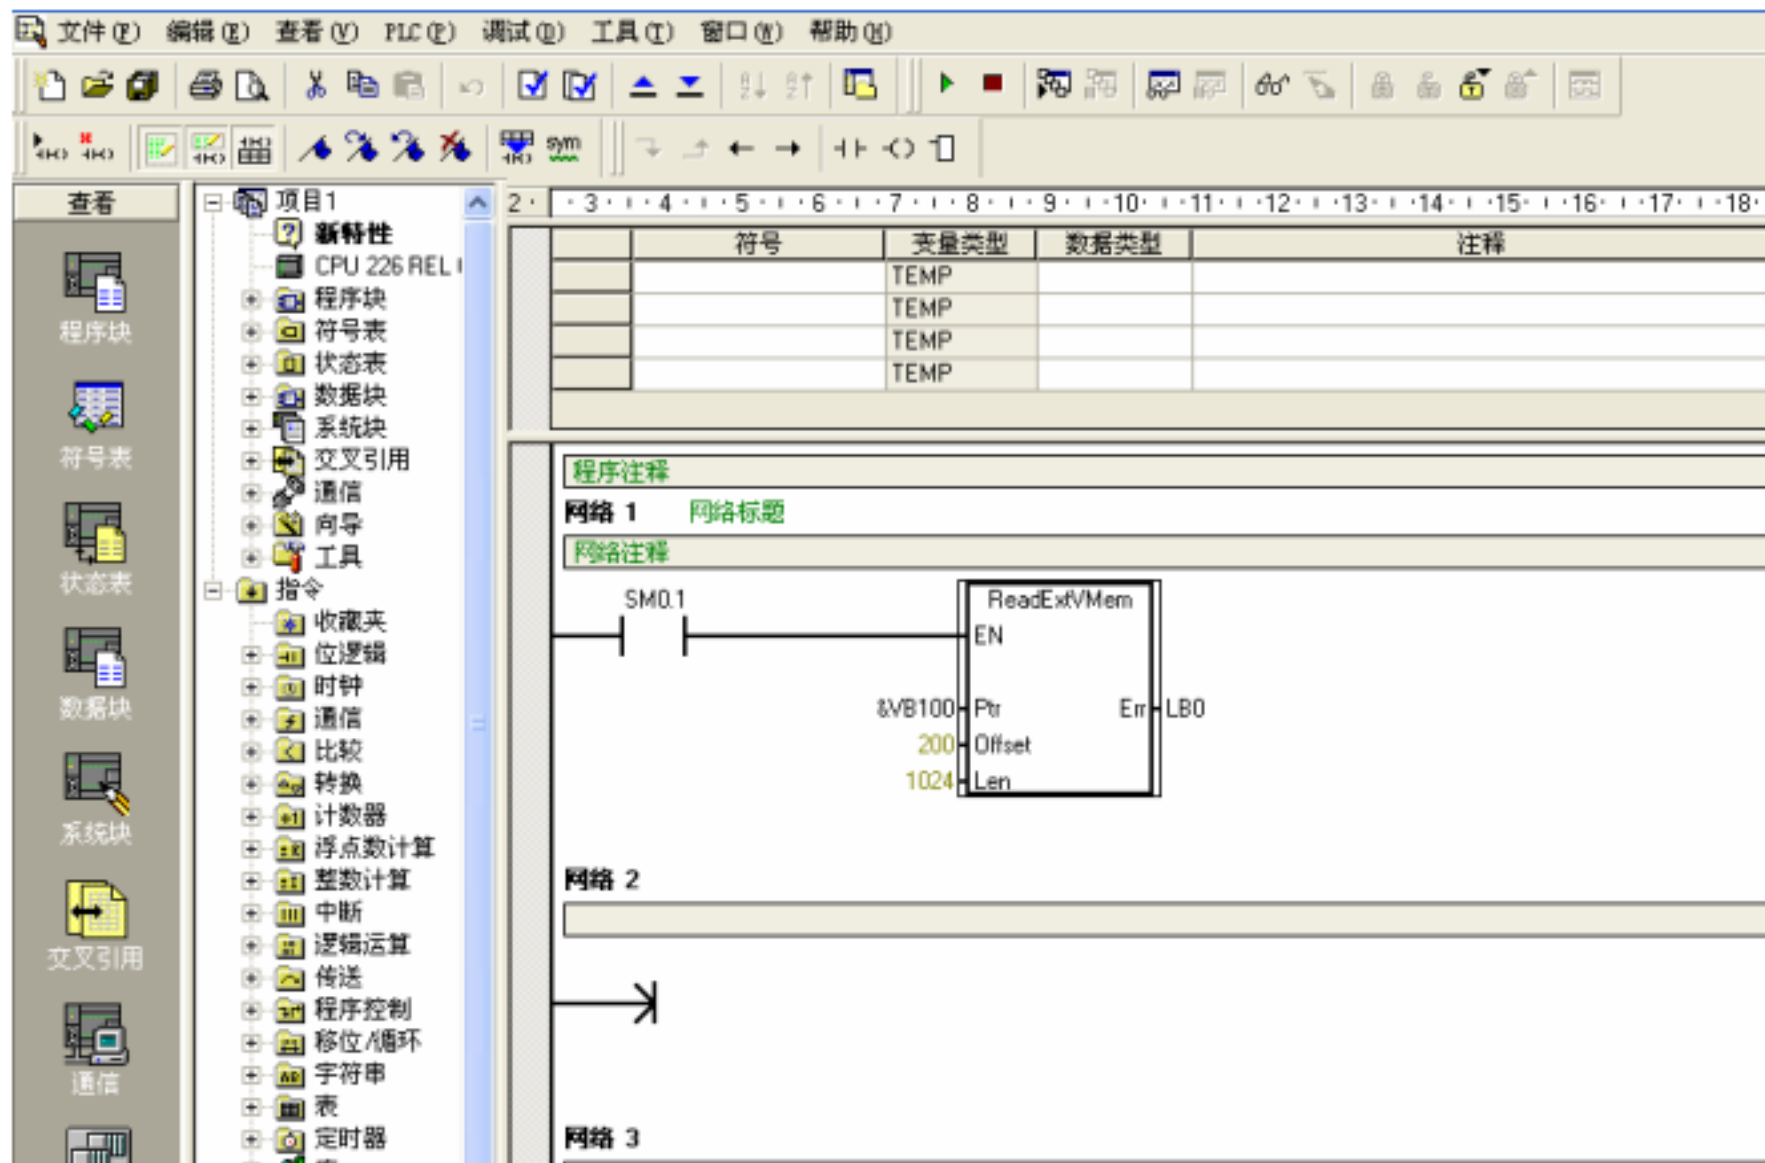 文件(F) 编辑(E) 查看(V) PLC(P) 调试(D) 工具(T) 窗口(W) 帮助(H)
sym
查看
程序块
符号表
状态表
数据块
系统块
交叉引用
通信
项目1
新特性
CPU 226 REL
程序块
符号表
状态表
数据块
系统块
交叉引用
通信
向导
工具
指令
收藏夹
位逻辑
时钟
通信
比较
转换
计数器
浮点数计算
整数计算
中断
逻辑运算
传送
程序控制
移位/循环
字符串
表
定时器
2 · · 3 · ı · 4 · ı · 5 · ı · 6 · ı · 7 · ı · 8 · ı · 9 · ı · 10 · ı · 11 · ı · 12 · ı · 13 · ı · 14 · ı · 15 · ı · 16 · ı · 17 · ı · 18 ·
符号 变量类型 数据类型 注释
TEMP
TEMP
TEMP
TEMP
程序注释
网络 1 网络标题
网络注释
SM0.1 ReadExtVMem
EN
&VB100 Ptr Err LB0
200 Offset
1024 Len
网络 2
网络 3